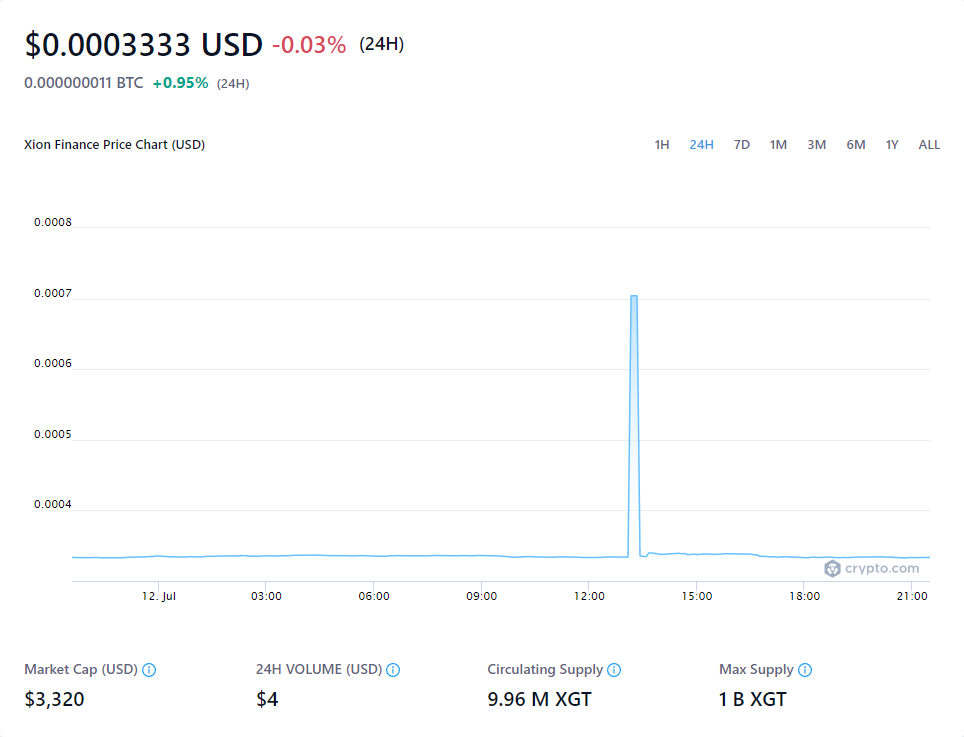 $0.0003333 USD -0.03% (24H)
0.000000011 BTC +0.95% (24H)
Xion Finance Price Chart (USD) 1H 24H 7D 1M 3M 6M 1Y ALL
0.0008
0.0007
0.0006
0.0005
0.0004
crypto.com
12. Jul 03:00 06:00 09:00 12:00 15:00 18:00 21:00
Market Cap (USD) 24H VOLUME (USD) Circulating Supply Max Supply
$3,320 $4 9.96 M XGT 1 B XGT